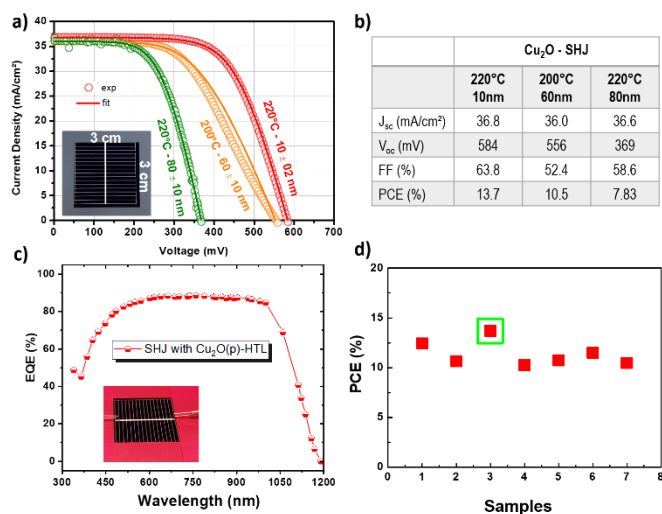 a)
40
35
30
25
20
15
10
5
0
Current Density (mA/cm²)
exp
fit
3 cm
3 cm
220°C - 80 ± 10 nm
200°C - 60 ± 10 nm
220°C - 10 ± 02 nm
0 100 200 300 400 500 600 700
Voltage (mV)
b)
Cu₂O - SHJ
220°C 200°C 220°C
10nm 60nm 80nm
Jsc (mA/cm²) 36.8 36.0 36.6
Voc (mV) 584 556 369
FF (%) 63.8 52.4 58.6
PCE (%) 13.7 10.5 7.83
c)
100
80
60
40
20
0
EQE (%)
SHJ with Cu₂O(p)-HTL
300 450 600 750 900 1050 1200
Wavelength (nm)
d)
20
15
10
5
0
PCE (%)
0 1 2 3 4 5 6 7 8
Samples